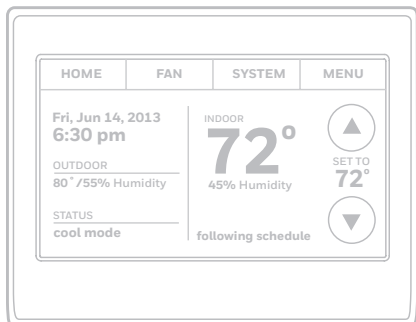 HOME FAN SYSTEM MENU
Fri, Jun 14, 2013
6:30 pm
OUTDOOR
80°/55% Humidity
STATUS
cool mode
INDOOR
72°
45% Humidity
following schedule
SET TO
72°